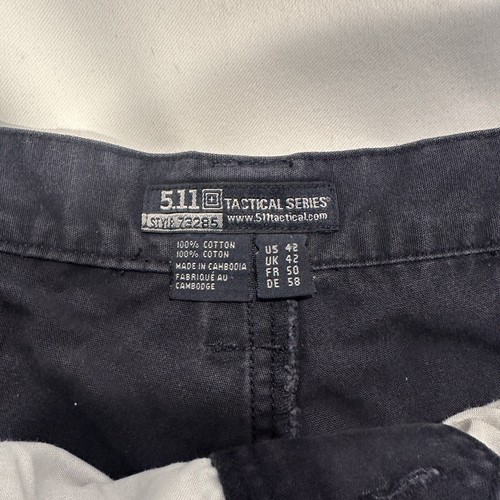 5.11 TACTICAL SERIES®
STYLE 73285 www.511tactical.com
100% COTTON
100% COTON
MADE IN CAMBODIA
FABRIQUÉ AU
CAMBODGE
US 42
UK 42
FR 50
DE 58